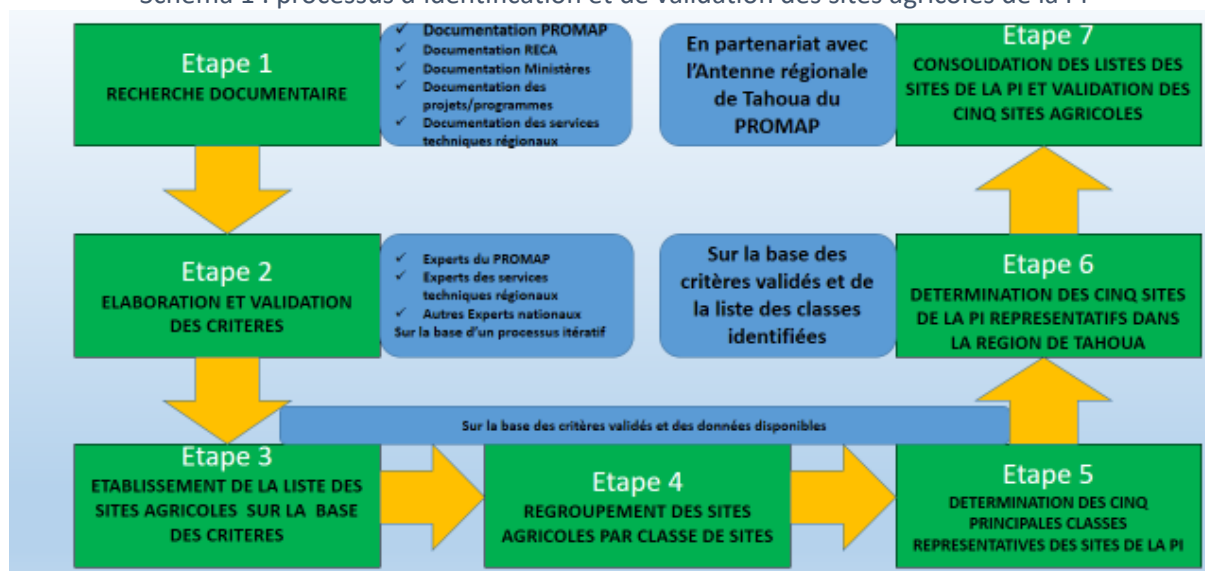 Schéma 1 : processus d'identification et de validation des sites agricoles de la PI
Etape 1
RECHERCHE DOCUMENTAIRE
✓ Documentation PROMAP
✓ Documentation RECA
✓ Documentation Ministères
✓ Documentation des
projets/programmes
✓ Documentation des services
techniques régionaux
En partenariat avec
l'Antenne régionale
de Tahoua du
PROMAP
Etape 7
CONSOLIDATION DES LISTES DES
SITES DE LA PI ET VALIDATION DES
CINQ SITES AGRICOLES
Etape 2
ELABORATION ET VALIDATION
DES CRITERES
✓ Experts du PROMAP
✓ Experts des services
techniques régionaux
✓ Autres Experts nationaux
Sur la base d'un processus itératif
Sur la base des
critères validés et de
la liste des classes
identifiées
Etape 6
DETERMINATION DES CINQ SITES
DE LA PI REPRESENTATIFS DANS
LA REGION DE TAHOUA
Sur la base des critères validés et des données disponibles
Etape 3
ETABLISSEMENT DE LA LISTE DES
SITES AGRICOLES SUR LA BASE
DES CRITERES
Etape 4
REGROUPEMENT DES SITES
AGRICOLES PAR CLASSE DE SITES
Etape 5
DETERMINATION DES CINQ
PRINCIPALES CLASSES
REPRESENTATIVES DES SITES DE LA PI